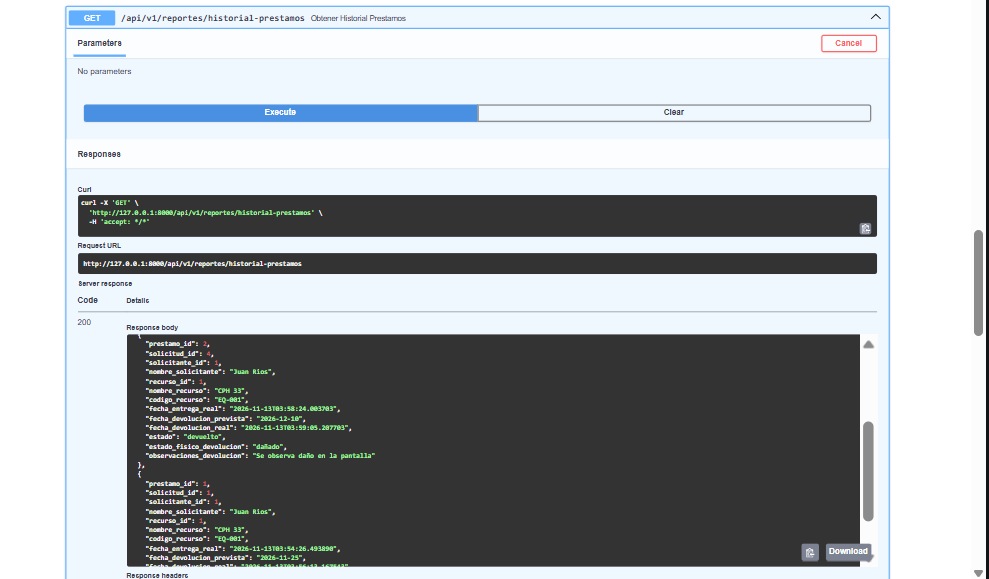 GET /api/v1/reportes/historial-prestamos Obtener Historial Prestamos
Parameters
Cancel
No parameters
Execute
Clear
Responses
Curl
curl -X 'GET' \
'http://127.0.0.1:8000/api/v1/reportes/historial-prestamos' \
-H 'accept: */*'
Request URL
http://127.0.0.1:8000/api/v1/reportes/historial-prestamos
Server response
Code Details
200
Response body
{
"prestamo_id": 2,
"solicitud_id": 4,
"solicitante_id": 1,
"nombre_solicitante": "Juan Rios",
"recurso_id": 1,
"nombre_recurso": "CPH 33",
"codigo_recurso": "EQ-001",
"fecha_entrega_real": "2026-11-13T03:58:24.003703",
"fecha_devolucion_prevista": "2026-12-10",
"fecha_devolucion_real": "2026-11-13T03:59:05.207703",
"estado": "devuelto",
"estado_fisico_devolucion": "dañado",
"observaciones_devolucion": "Se observa daño en la pantalla"
},
{
"prestamo_id": 1,
"solicitud_id": 1,
"solicitante_id": 1,
"nombre_solicitante": "Juan Rios",
"recurso_id": 1,
"nombre_recurso": "CPH 33",
"codigo_recurso": "EQ-001",
"fecha_entrega_real": "2026-11-13T03:54:26.493890",
"fecha_devolucion_prevista": "2026-11-25",
Download
Response headers